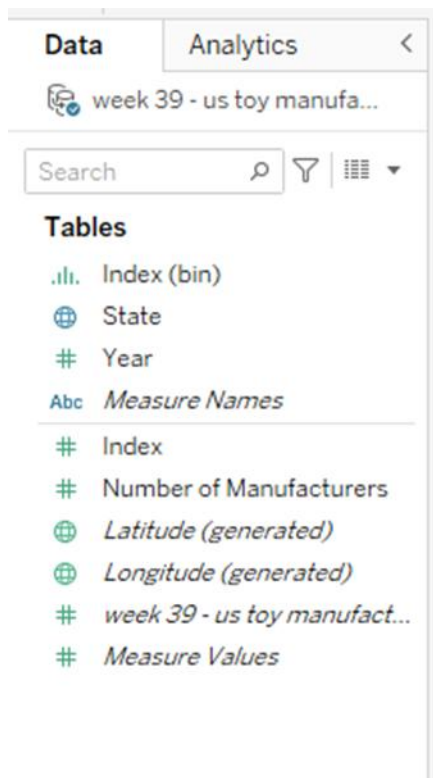 Data Analytics
week 39 - us toy manufa...
Search
Tables
Index (bin)
State
# Year
Abc Measure Names
# Index
# Number of Manufacturers
Latitude (generated)
Longitude (generated)
# week 39 - us toy manufact...
# Measure Values